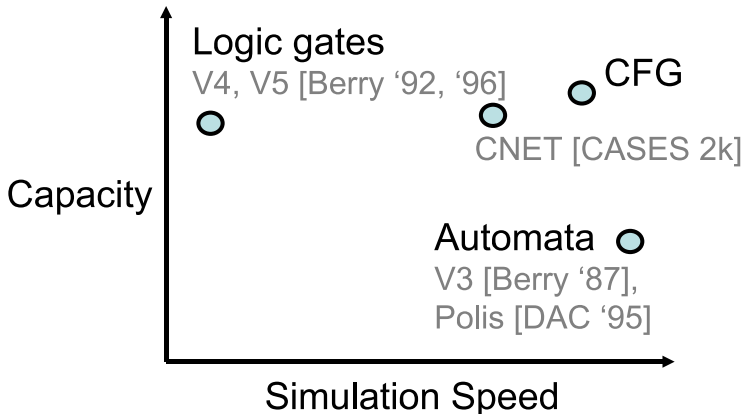 Logic gates
V4, V5 [Berry ‘92, ‘96]
CFG
CNET [CASES 2k]
Capacity
Automata
V3 [Berry ‘87],
Polis [DAC ‘95]
Simulation Speed